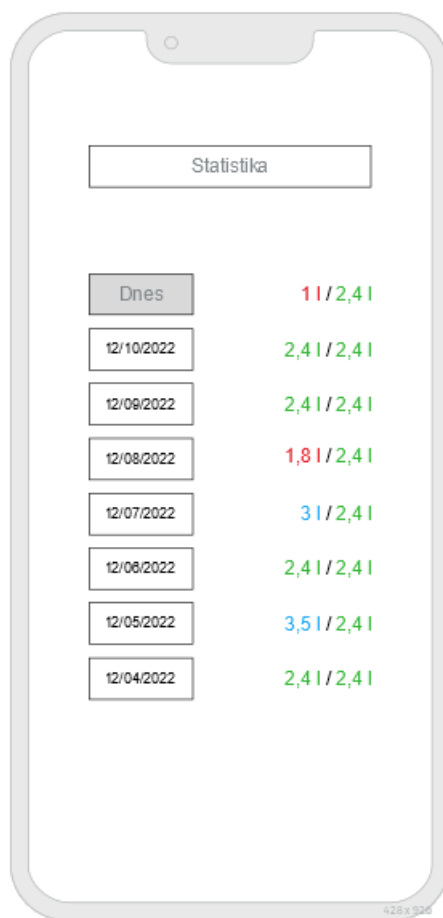 Statistika
Dnes 1 l / 2,4 l
12/10/2022 2,4 l / 2,4 l
12/09/2022 2,4 l / 2,4 l
12/08/2022 1,8 l / 2,4 l
12/07/2022 3 l / 2,4 l
12/06/2022 2,4 l / 2,4 l
12/05/2022 3,5 l / 2,4 l
12/04/2022 2,4 l / 2,4 l